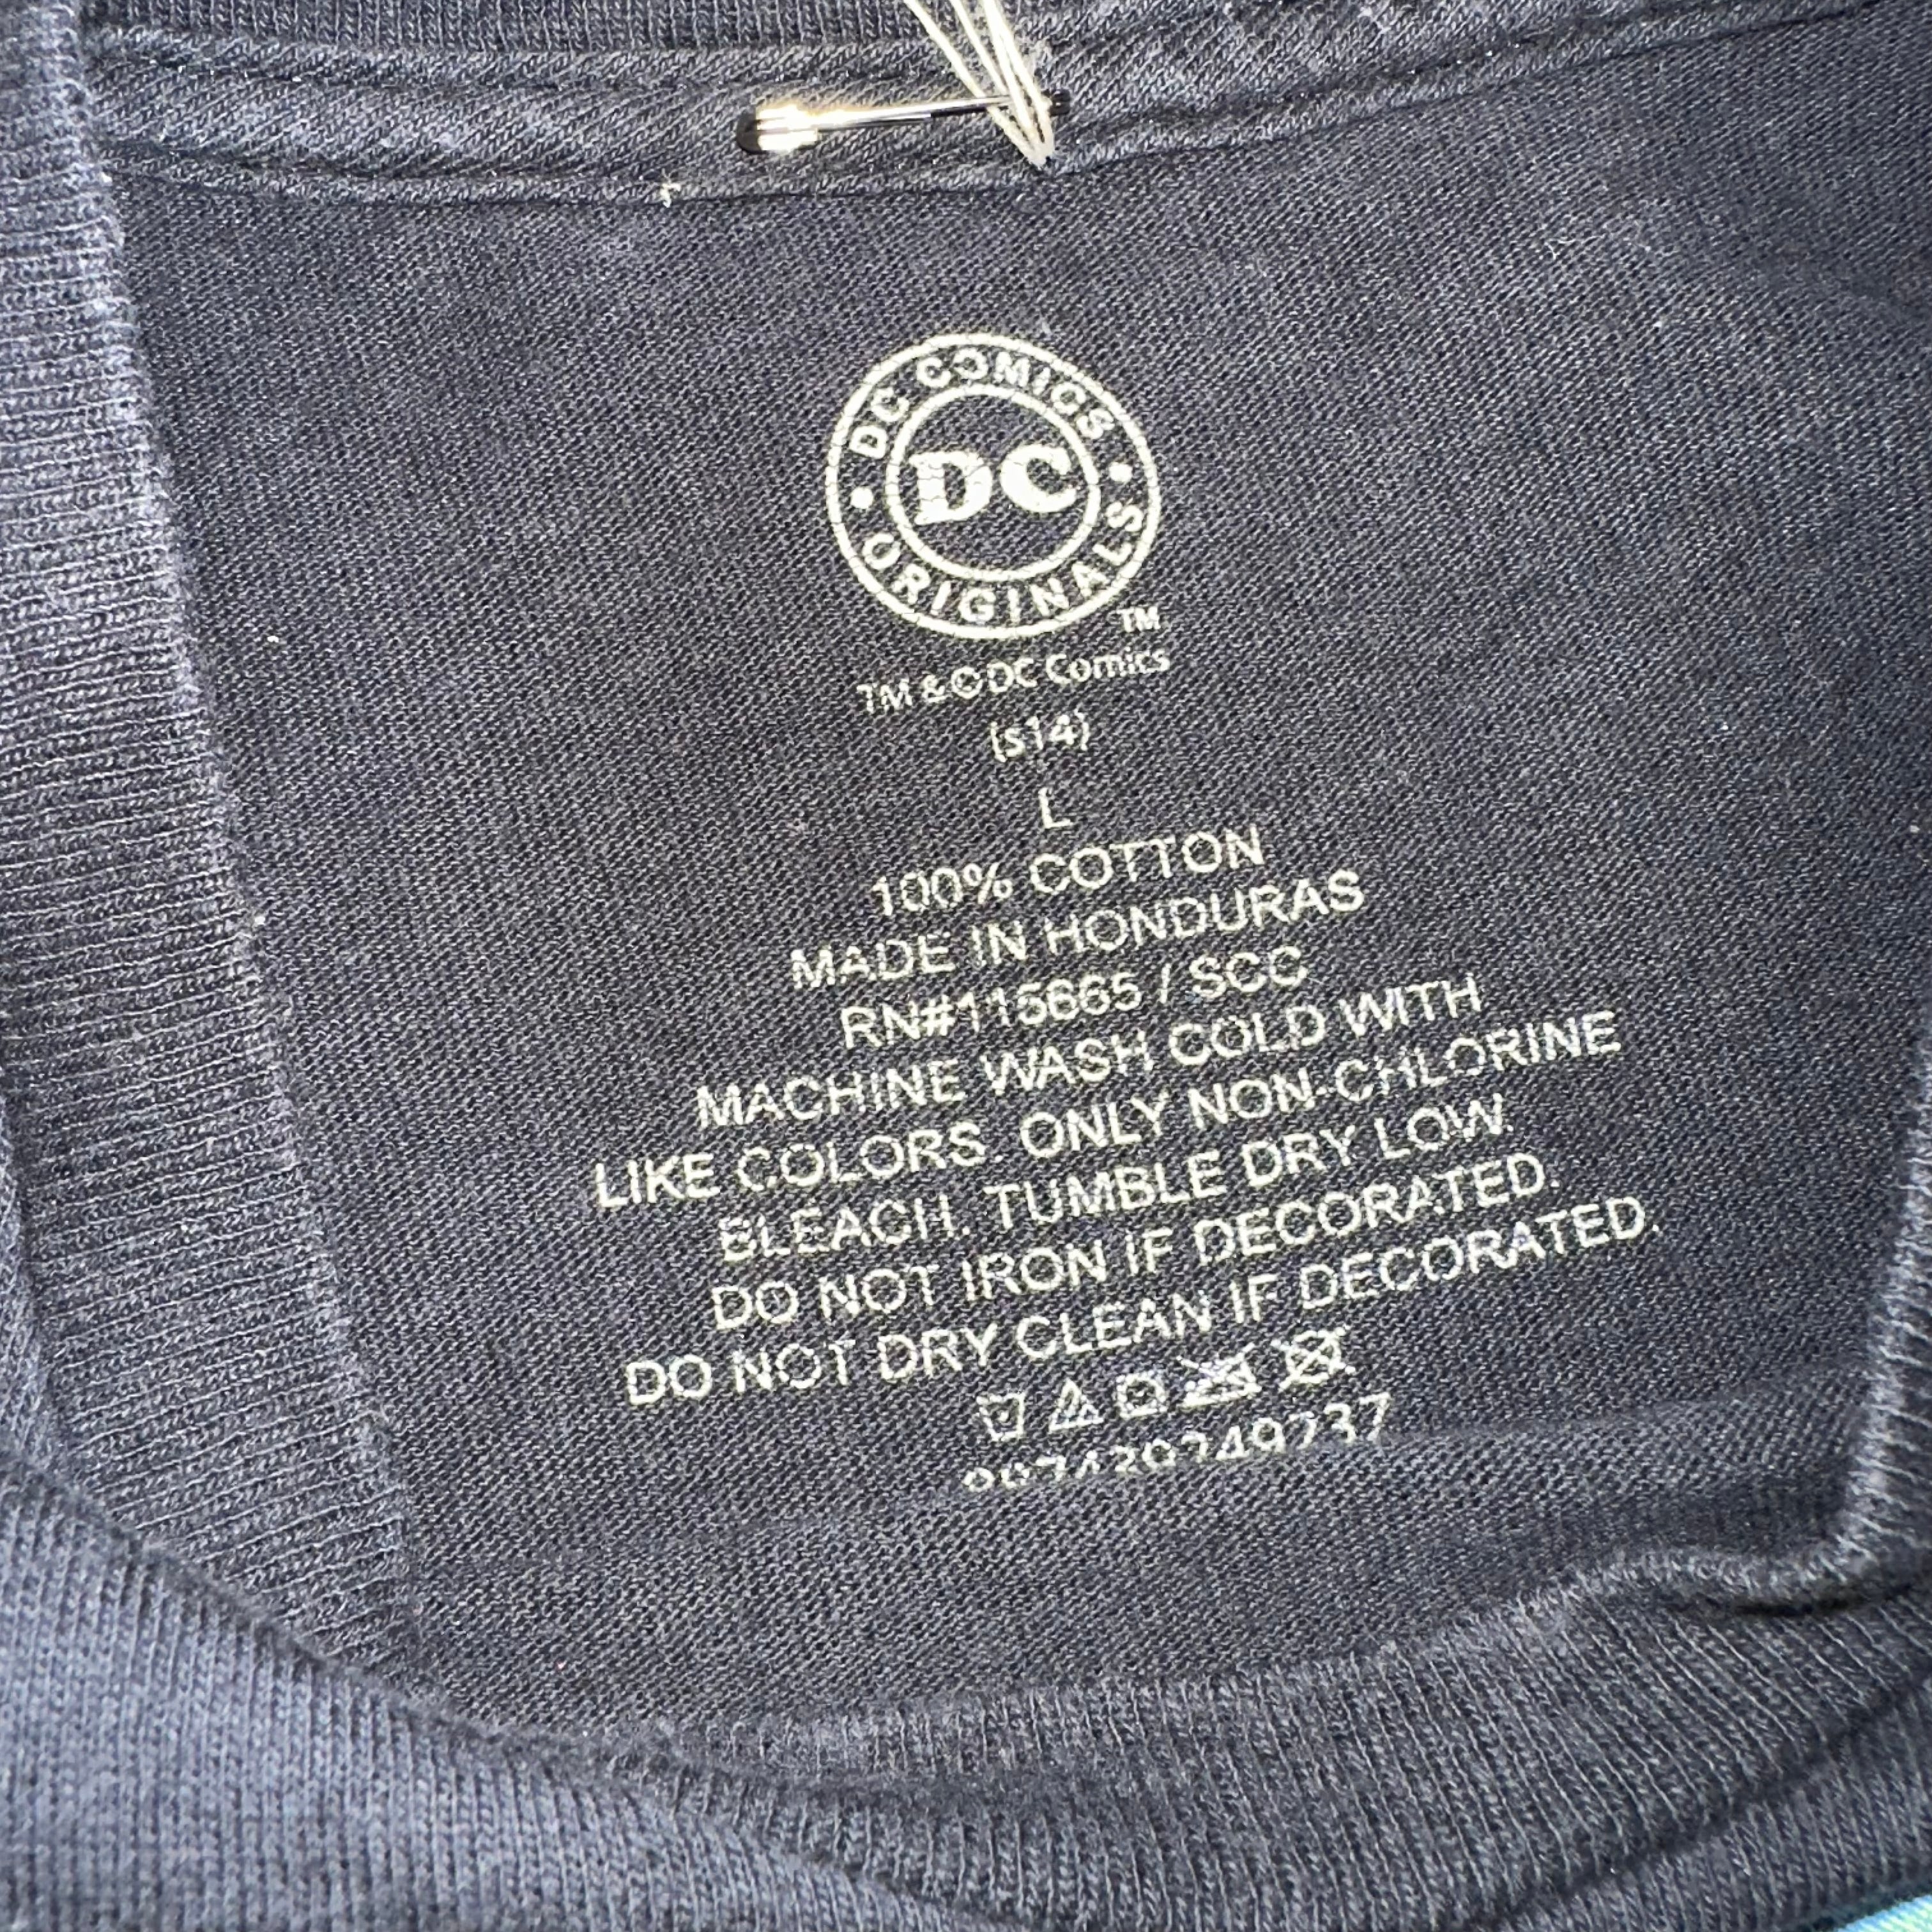 DC COMICS
DC
ORIGINALS
TM
TM & © DC Comics
(s14)
L
100% COTTON
MADE IN HONDURAS
RN#115665 / SCC
MACHINE WASH COLD WITH
LIKE COLORS. ONLY NON-CHLORINE
BLEACH. TUMBLE DRY LOW.
DO NOT IRON IF DECORATED.
DO NOT DRY CLEAN IF DECORATED.